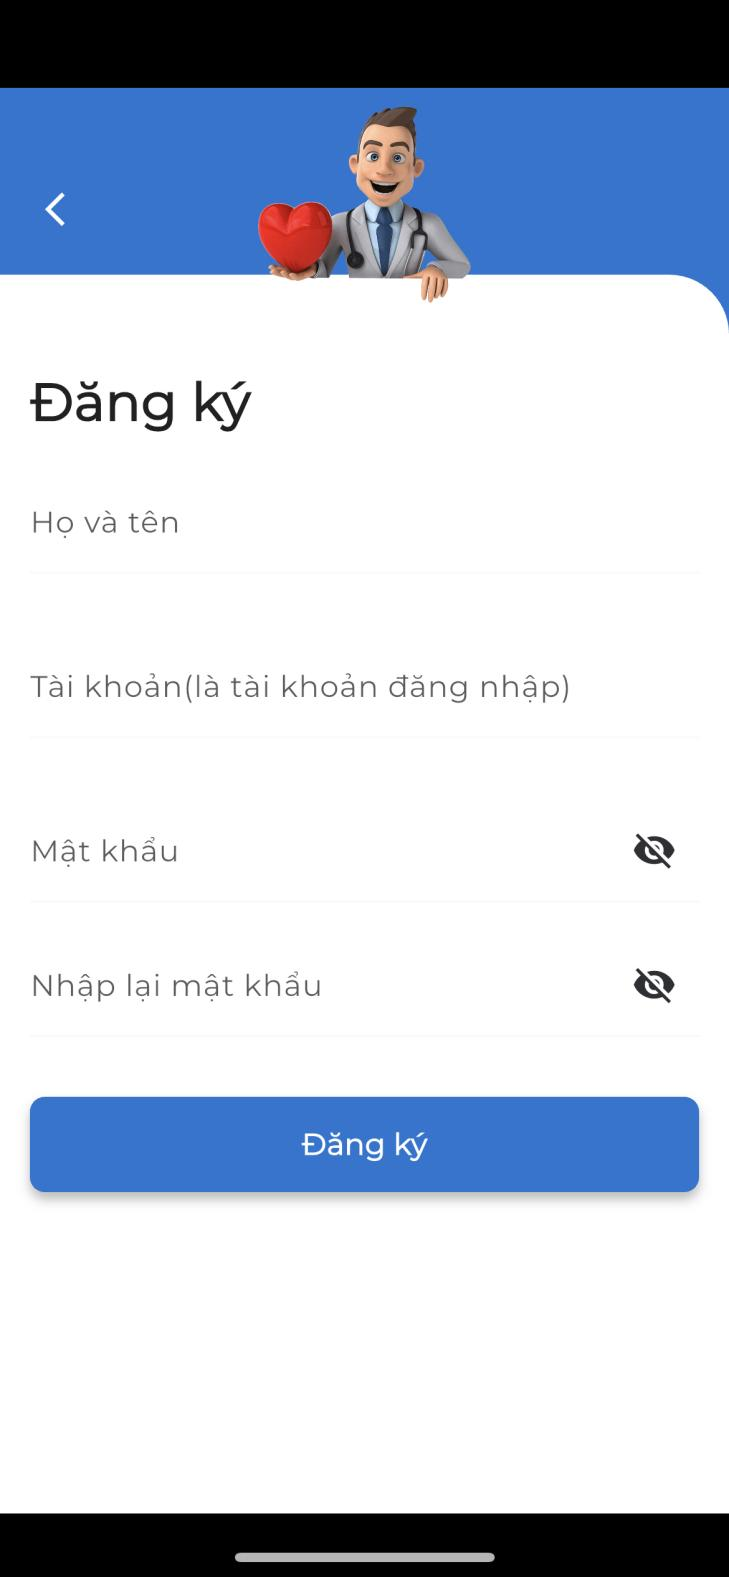 Đăng ký
Họ và tên
Tài khoản(là tài khoản đăng nhập)
Mật khẩu
Nhập lại mật khẩu
Đăng ký